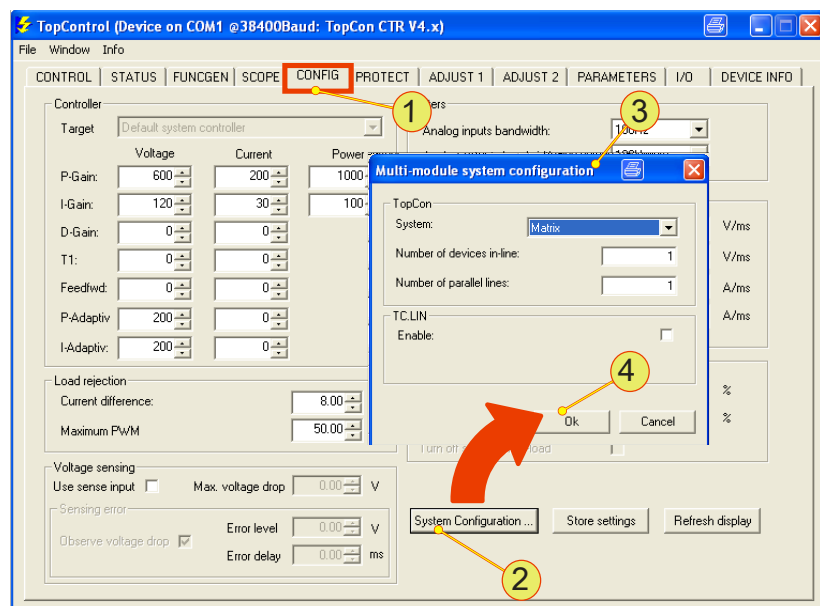 TopControl (Device on COM1 @38400Baud: TopCon CTR V4.x)
File Window Info
CONTROL STATUS FUNCGEN SCOPE CONFIG PROTECT ADJUST 1 ADJUST 2 PARAMETERS I/O DEVICE INFO
1
3
Controller
Target Default system controller
Analog inputs bandwidth:
Voltage Current Power
P-Gain: 600 200 1000
I-Gain: 120 30 100
D-Gain: 0 0
T1: 0 0
Feedfwd: 0 0
P-Adaptiv 200 0
I-Adaptiv: 200 0
V/ms
V/ms
A/ms
A/ms
Multi-module system configuration
TopCon
System: Matrix
Number of devices in-line: 1
Number of parallel lines: 1
TC.LIN
Enable:
4
Ok Cancel
Load rejection
Current difference: 8.00
Maximum PWM 50.00
%
%
Turn off load
Voltage sensing
Use sense input Max. voltage drop 0.00 V
Sensing error
Observe voltage drop
Error level 0.00 V
Error delay 0.00 ms
System Configuration ... Store settings Refresh display
2